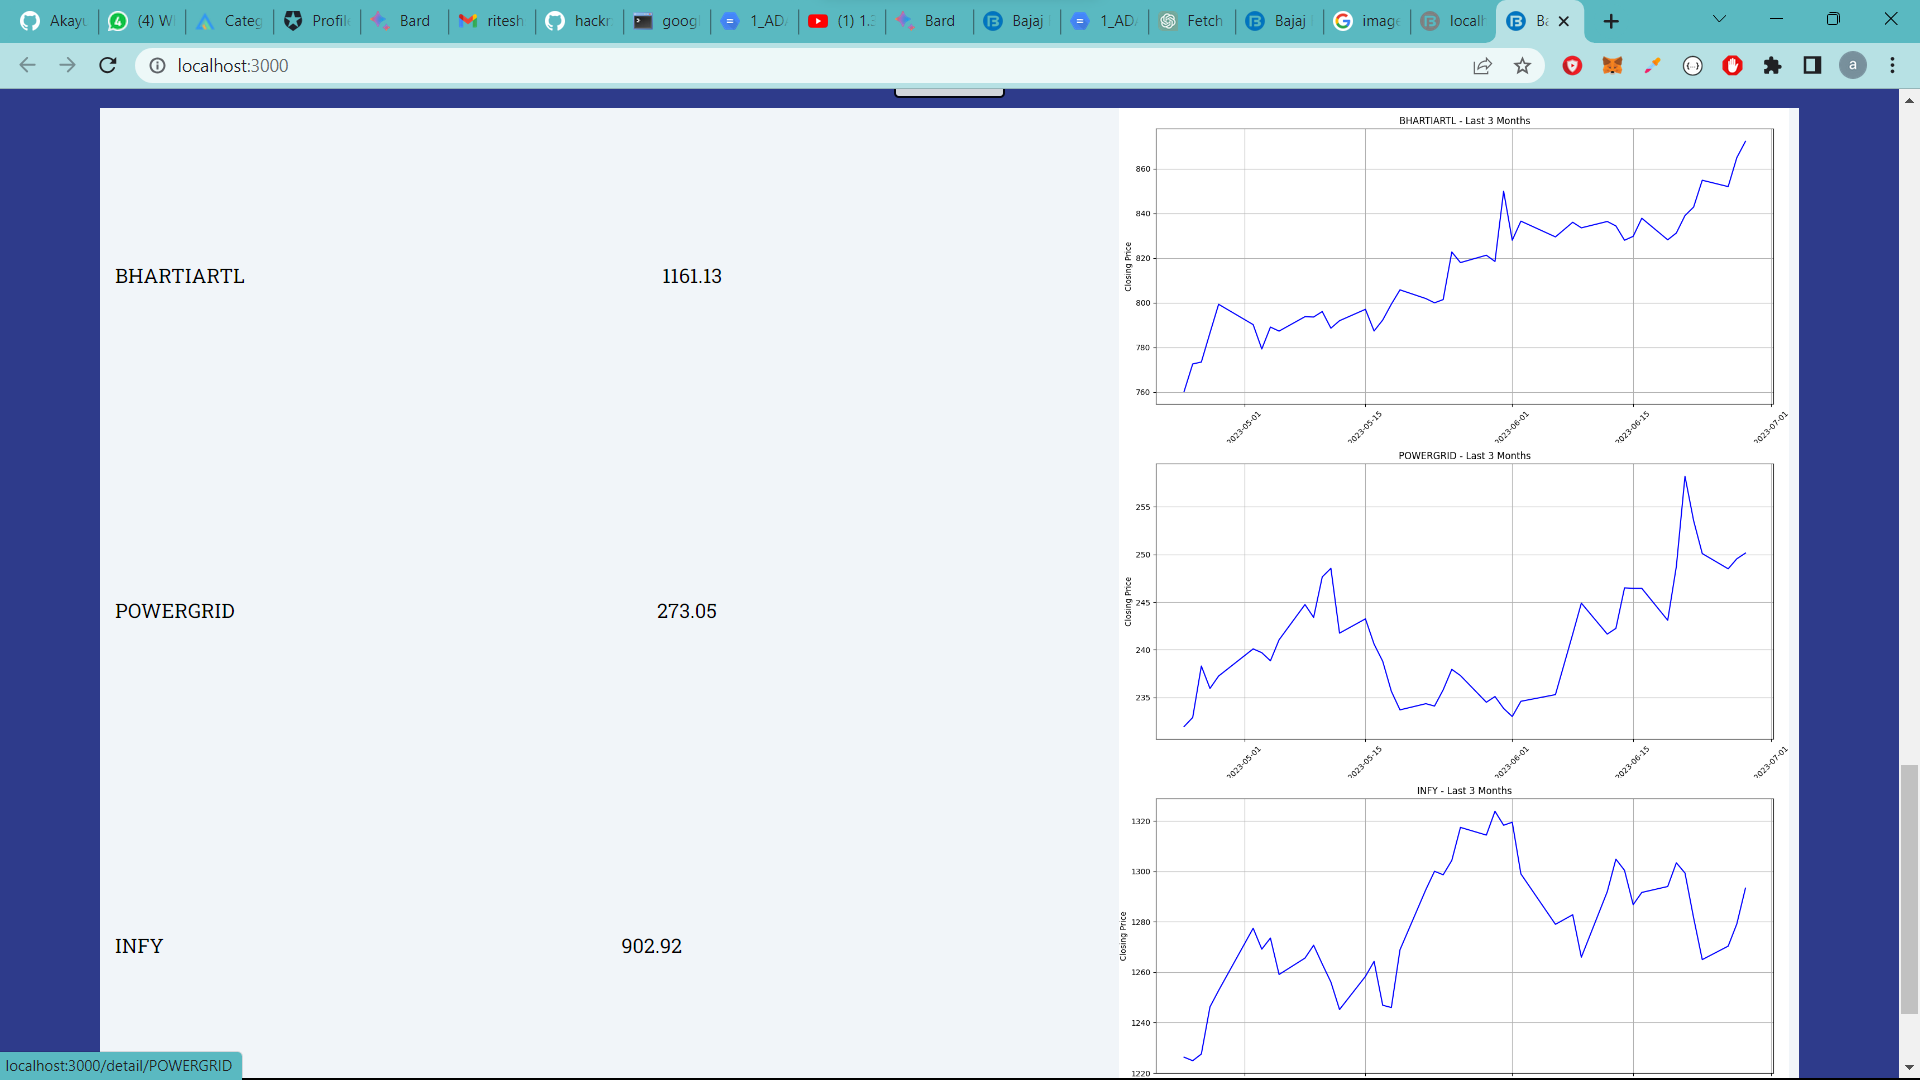 Akayu
(4) W
Categ
Profil
Bard
ritesh
hackr
goog
1_AD
(1) 1.
Bard
Bajaj
1_AD
Fetch
Bajaj
image
localh
Ba
localhost:3000
a
BHARTIARTL
1161.13
BHARTIARTL - Last 3 Months
Closing Price
860
840
820
800
780
760
2023-05-01
2023-05-15
2023-06-01
2023-06-15
2023-07-01
POWERGRID
273.05
POWERGRID - Last 3 Months
Closing Price
255
250
245
240
235
2023-05-01
2023-05-15
2023-06-01
2023-06-15
2023-07-01
INFY
902.92
INFY - Last 3 Months
Closing Price
1320
1300
1280
1260
1240
1220
localhost:3000/detail/POWERGRID